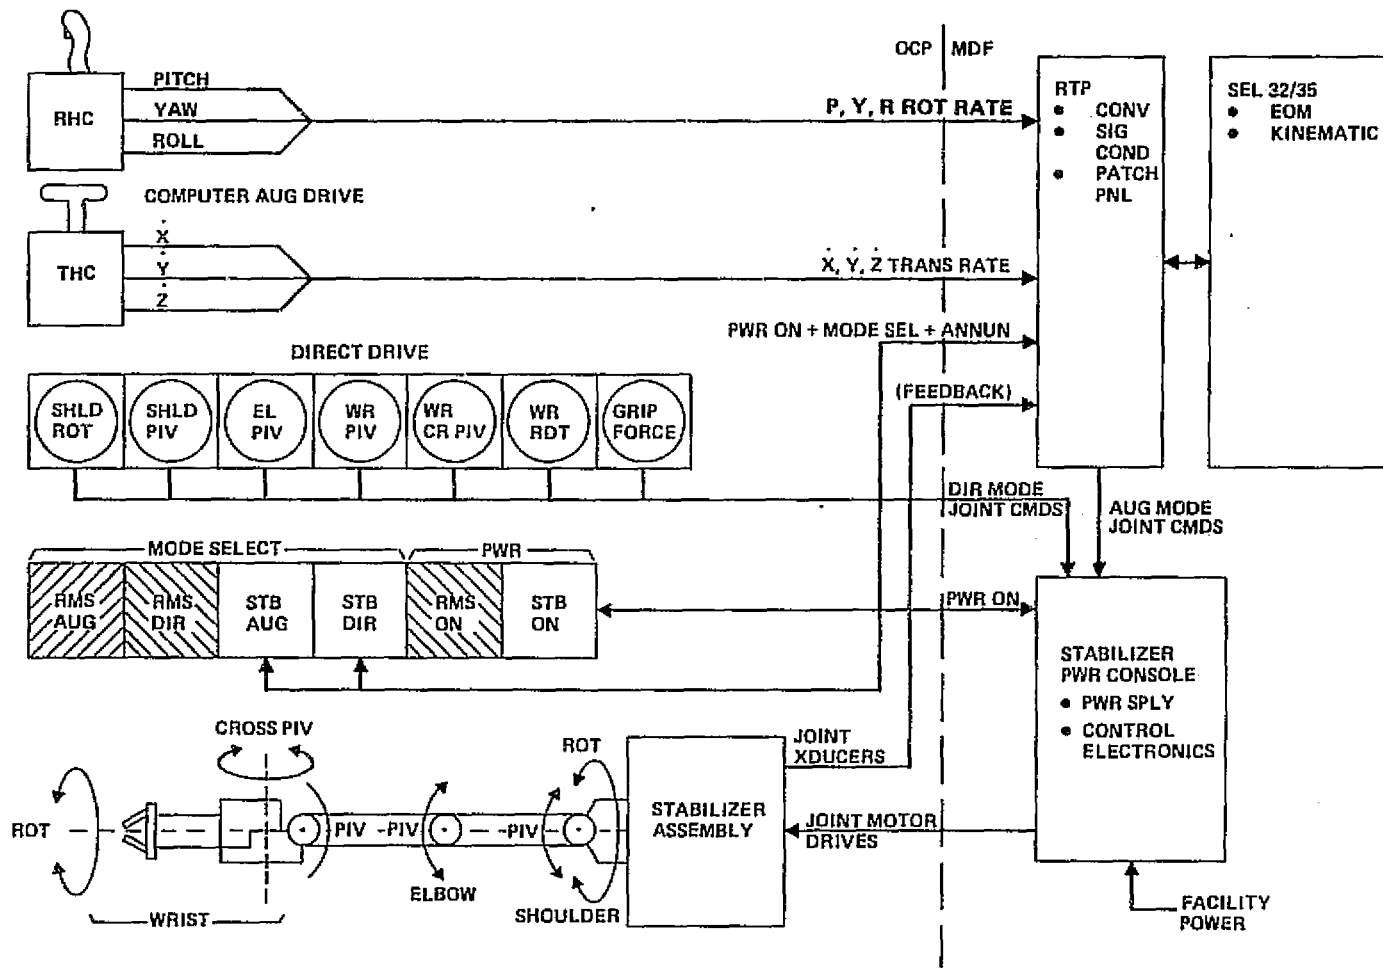 OCP MDF
RHC
PITCH
YAW
ROLL
P, Y, R ROT RATE
RTP
● CONV
● SIG
COND
● PATCH
PNL
SEL 32/35
● EOM
● KINEMATIC
COMPUTER AUG DRIVE
THC
Ẋ
Ẏ
Ż
Ẋ, Ẏ, Ż TRANS RATE
PWR ON + MODE SEL + ANNUN
(FEEDBACK)
DIRECT DRIVE
SHLD
ROT
SHLD
PIV
EL
PIV
WR
PIV
WR
CR PIV
WR
RDT
GRIP
FORCE
DIR MODE
JOINT CMDS
AUG MODE
JOINT CMDS
MODE SELECT
PWR
RMS
AUG
RMS
DIR
STB
AUG
STB
DIR
RMS
ON
STB
ON
PWR ON
STABILIZER
PWR CONSOLE
● PWR SPLY
● CONTROL
ELECTRONICS
CROSS PIV
ROT
ROT
PIV -PIV
-PIV
ELBOW
SHOULDER
WRIST
STABILIZER
ASSEMBLY
JOINT
XDUCERS
JOINT MOTOR
DRIVES
FACILITY
POWER